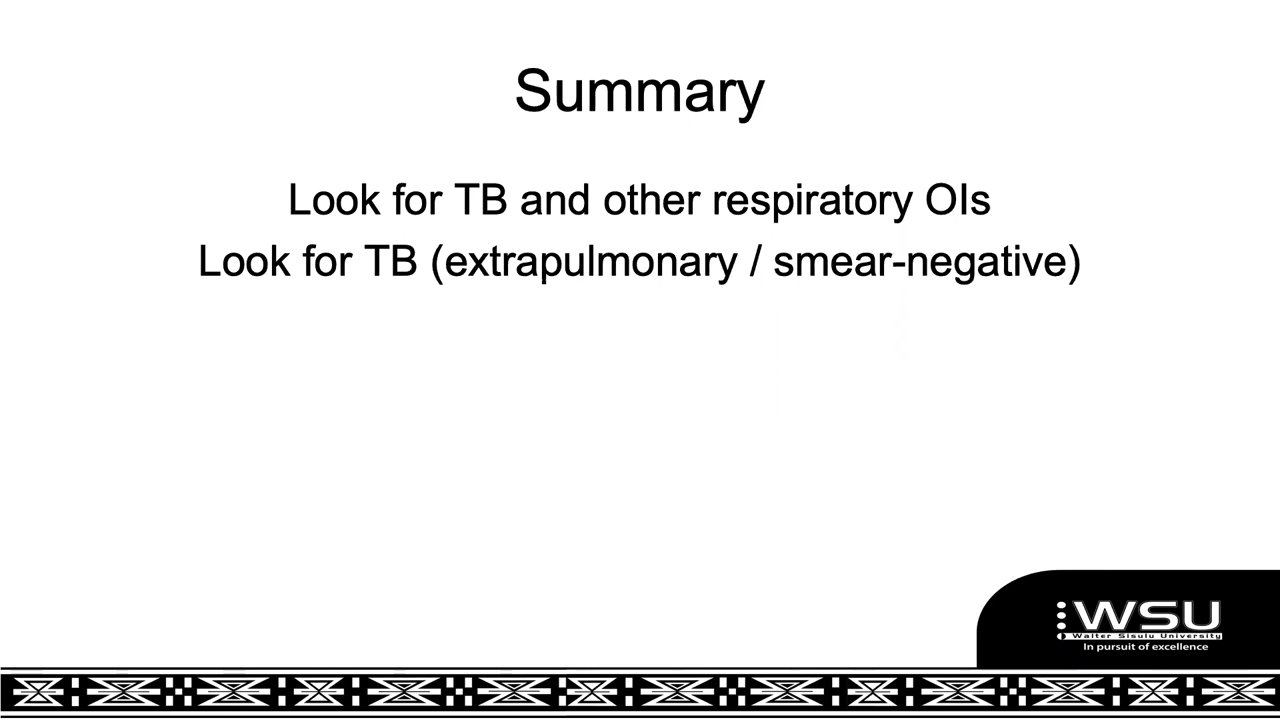 Summary
Look for TB and other respiratory OIs
Look for TB (extrapulmonary / smear-negative)
WSU
Walter Sisulu University
In pursuit of excellence